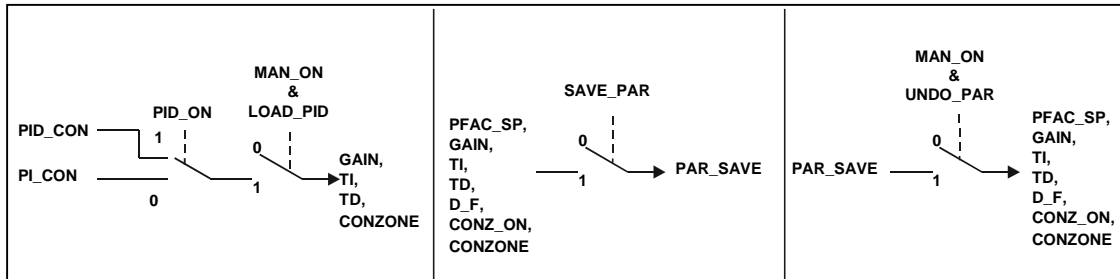 MAN_ON
&
LOAD_PID
PID_ON
PID_CON
1
0
PI_CON
0
1
GAIN,
TI,
TD,
CONZONE
SAVE_PAR
PFAC_SP,
GAIN,
TI,
TD,
D_F,
CONZ_ON,
CONZONE
0
1
PAR_SAVE
MAN_ON
&
UNDO_PAR
PAR_SAVE
0
1
PFAC_SP,
GAIN,
TI,
TD,
D_F,
CONZ_ON,
CONZONE